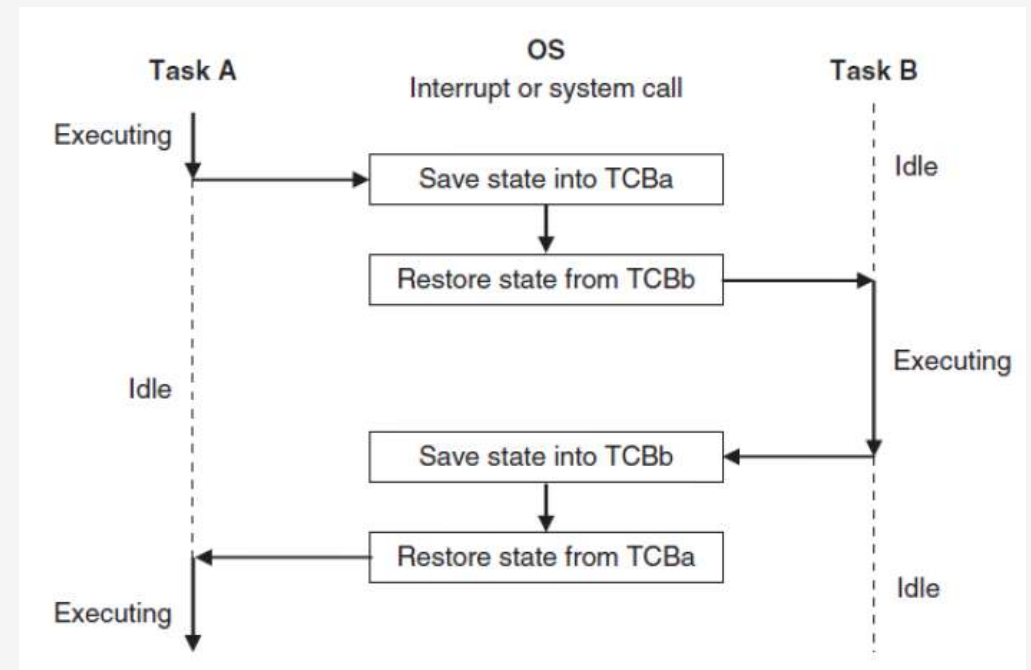 OS
Task A
Task B
Interrupt or system call
Executing
Idle
Save state into TCBa
Restore state from TCBb
Executing
Idle
Save state into TCBb
Restore state from TCBa
Idle
Executing